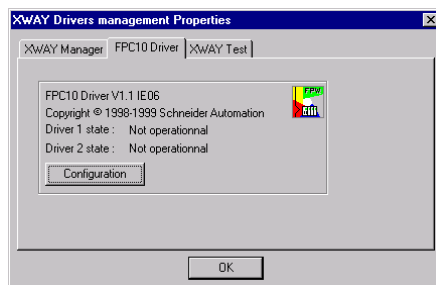 XWAY Drivers management Properties
XWAY Manager FPC10 Driver XWAY Test
FPC10 Driver V1.1 IE06
FPW
Copyright © 1998-1999 Schneider Automation
Driver 1 state : Not operationnal
Driver 2 state : Not operationnal
Configuration
OK